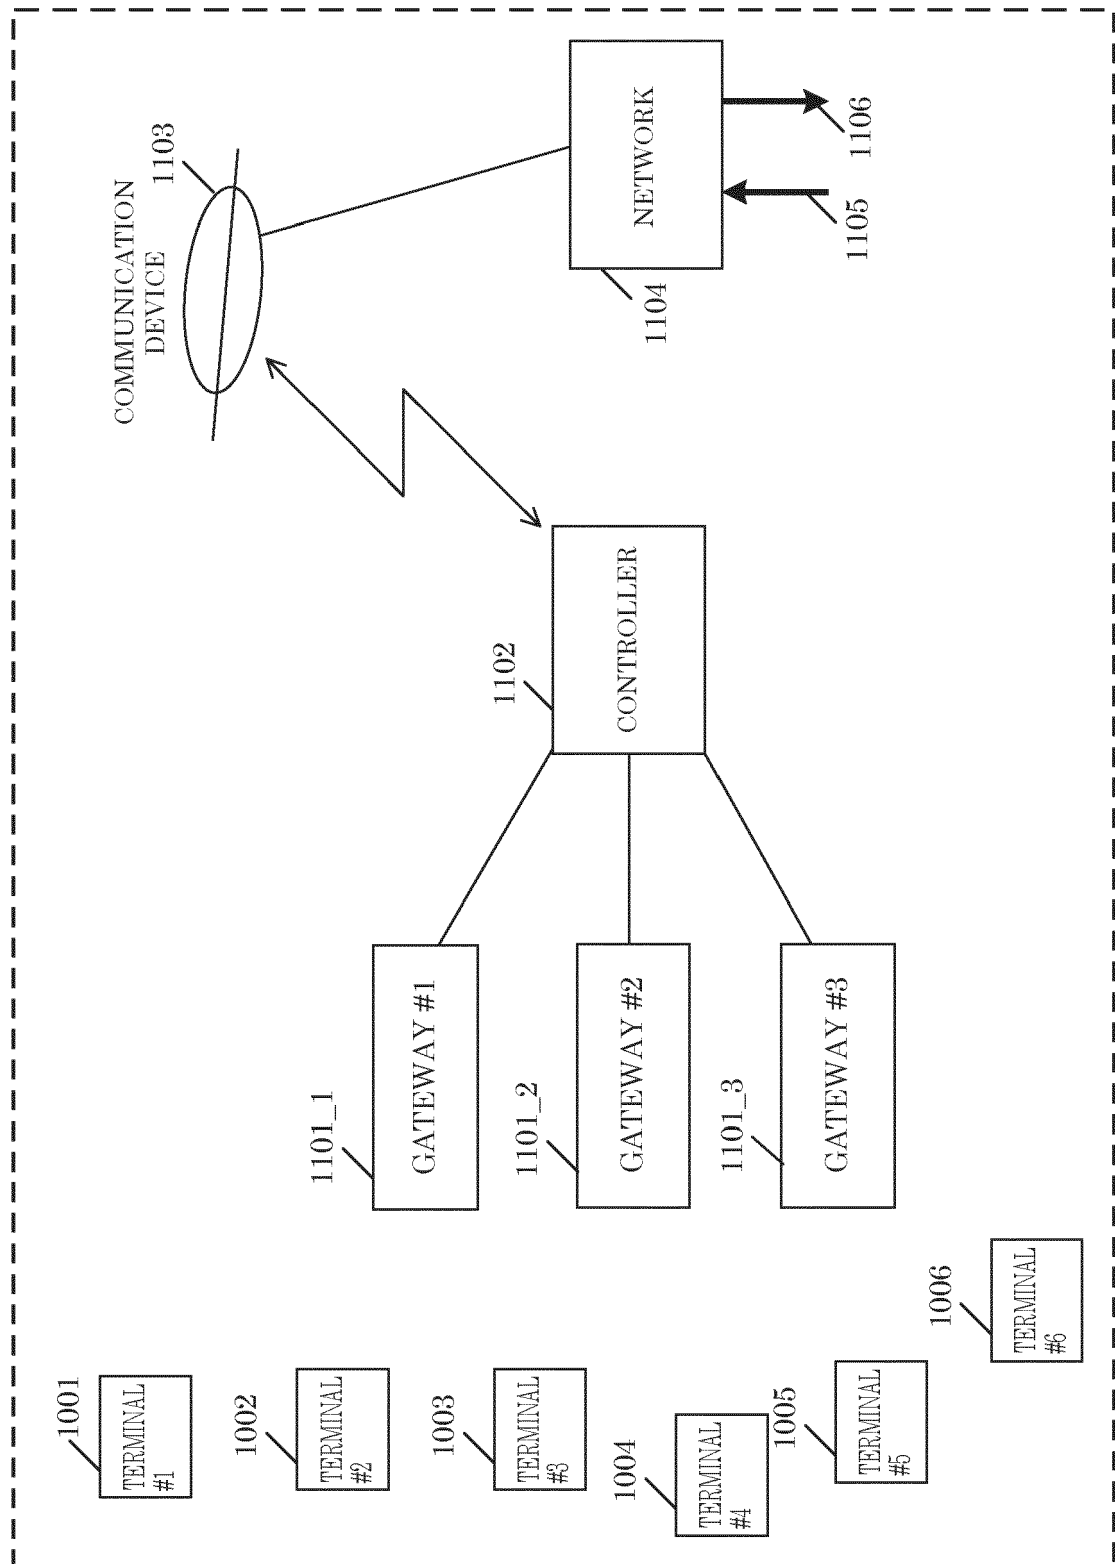 1001
TERMINAL
#1
1002
TERMINAL
#2
1003
TERMINAL
#3
1004
TERMINAL
#4
1005
TERMINAL
#5
1006
TERMINAL
#6
1101_1
GATEWAY #1
1101_2
GATEWAY #2
1101_3
GATEWAY #3
1102
CONTROLLER
COMMUNICATION
DEVICE
1103
1104
NETWORK
1105
1106